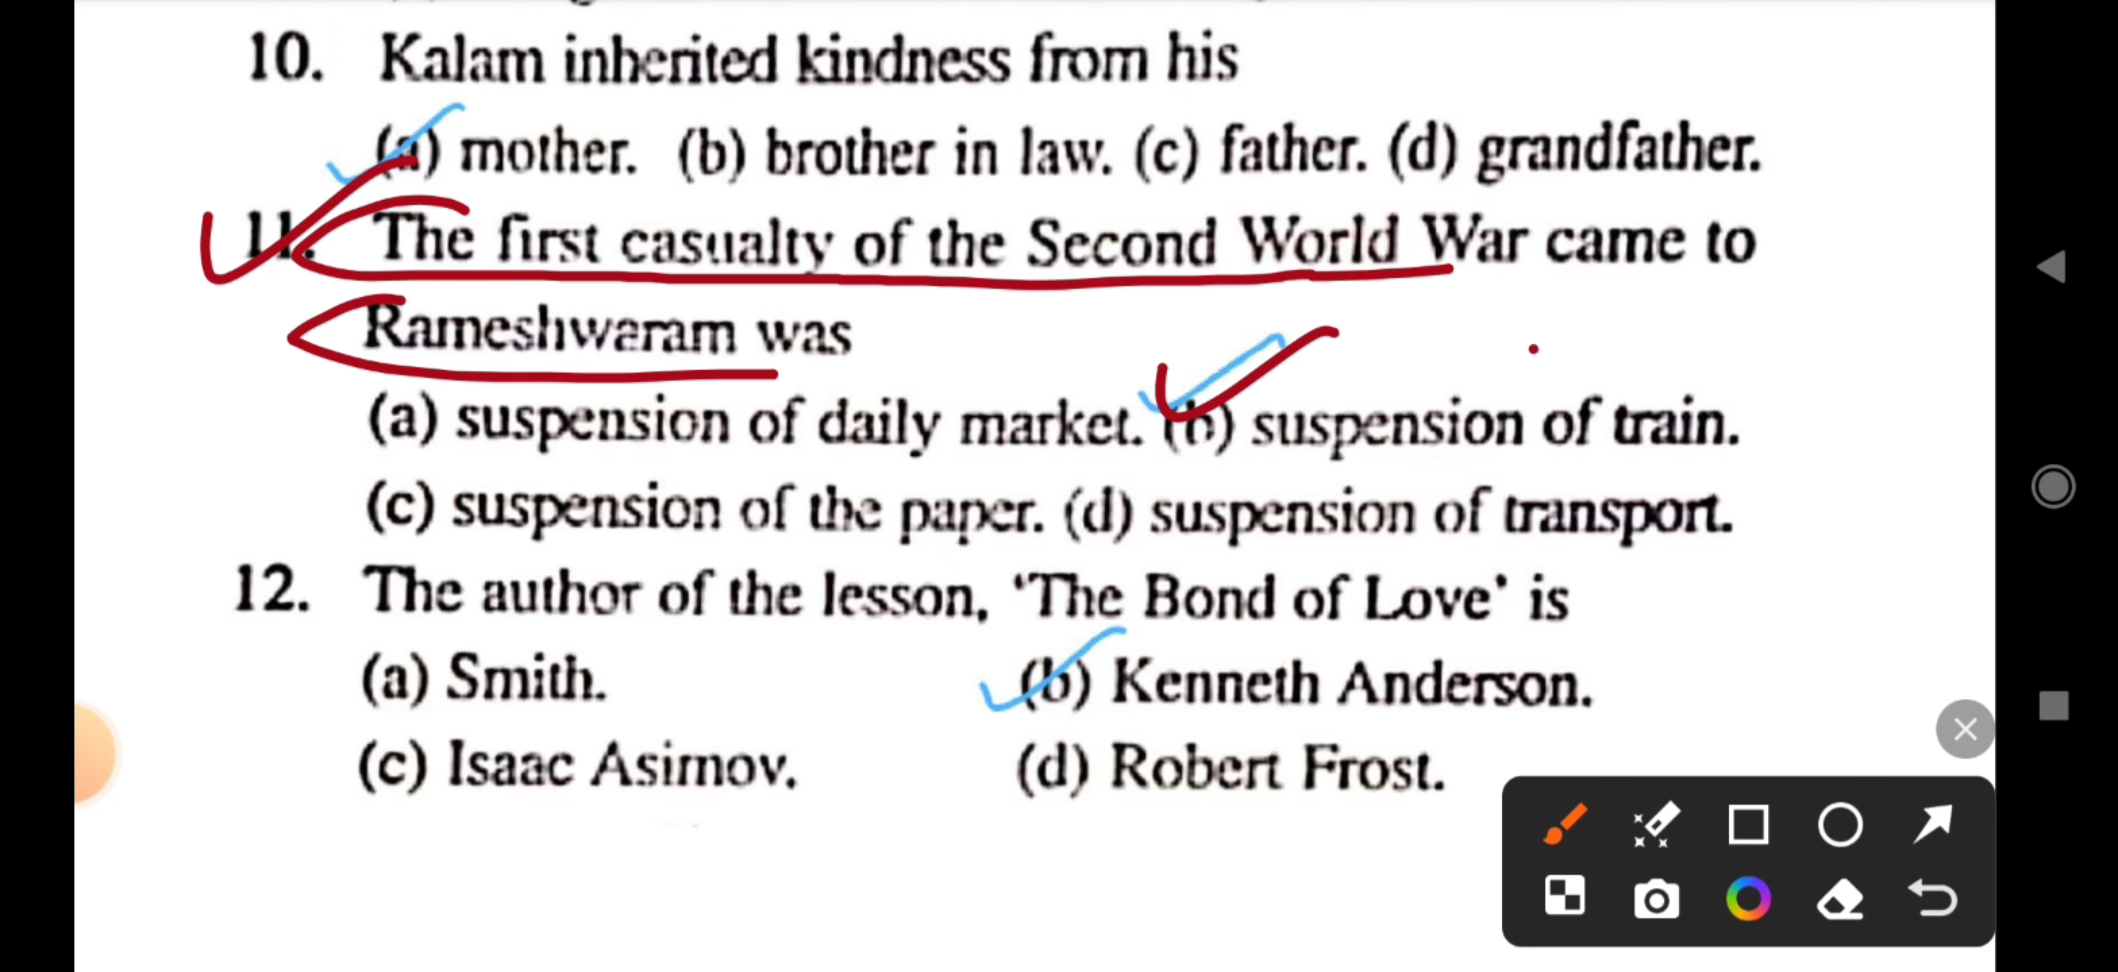 10. Kalam inherited kindness from his
(a) mother. (b) brother in law. (c) father. (d) grandfather.
11. The first casualty of the Second World War came to
Rameshwaram was
(a) suspension of daily market. (b) suspension of train.
(c) suspension of the paper. (d) suspension of transport.
12. The author of the lesson, 'The Bond of Love' is
(a) Smith. (b) Kenneth Anderson.
(c) Isaac Asimov. (d) Robert Frost.